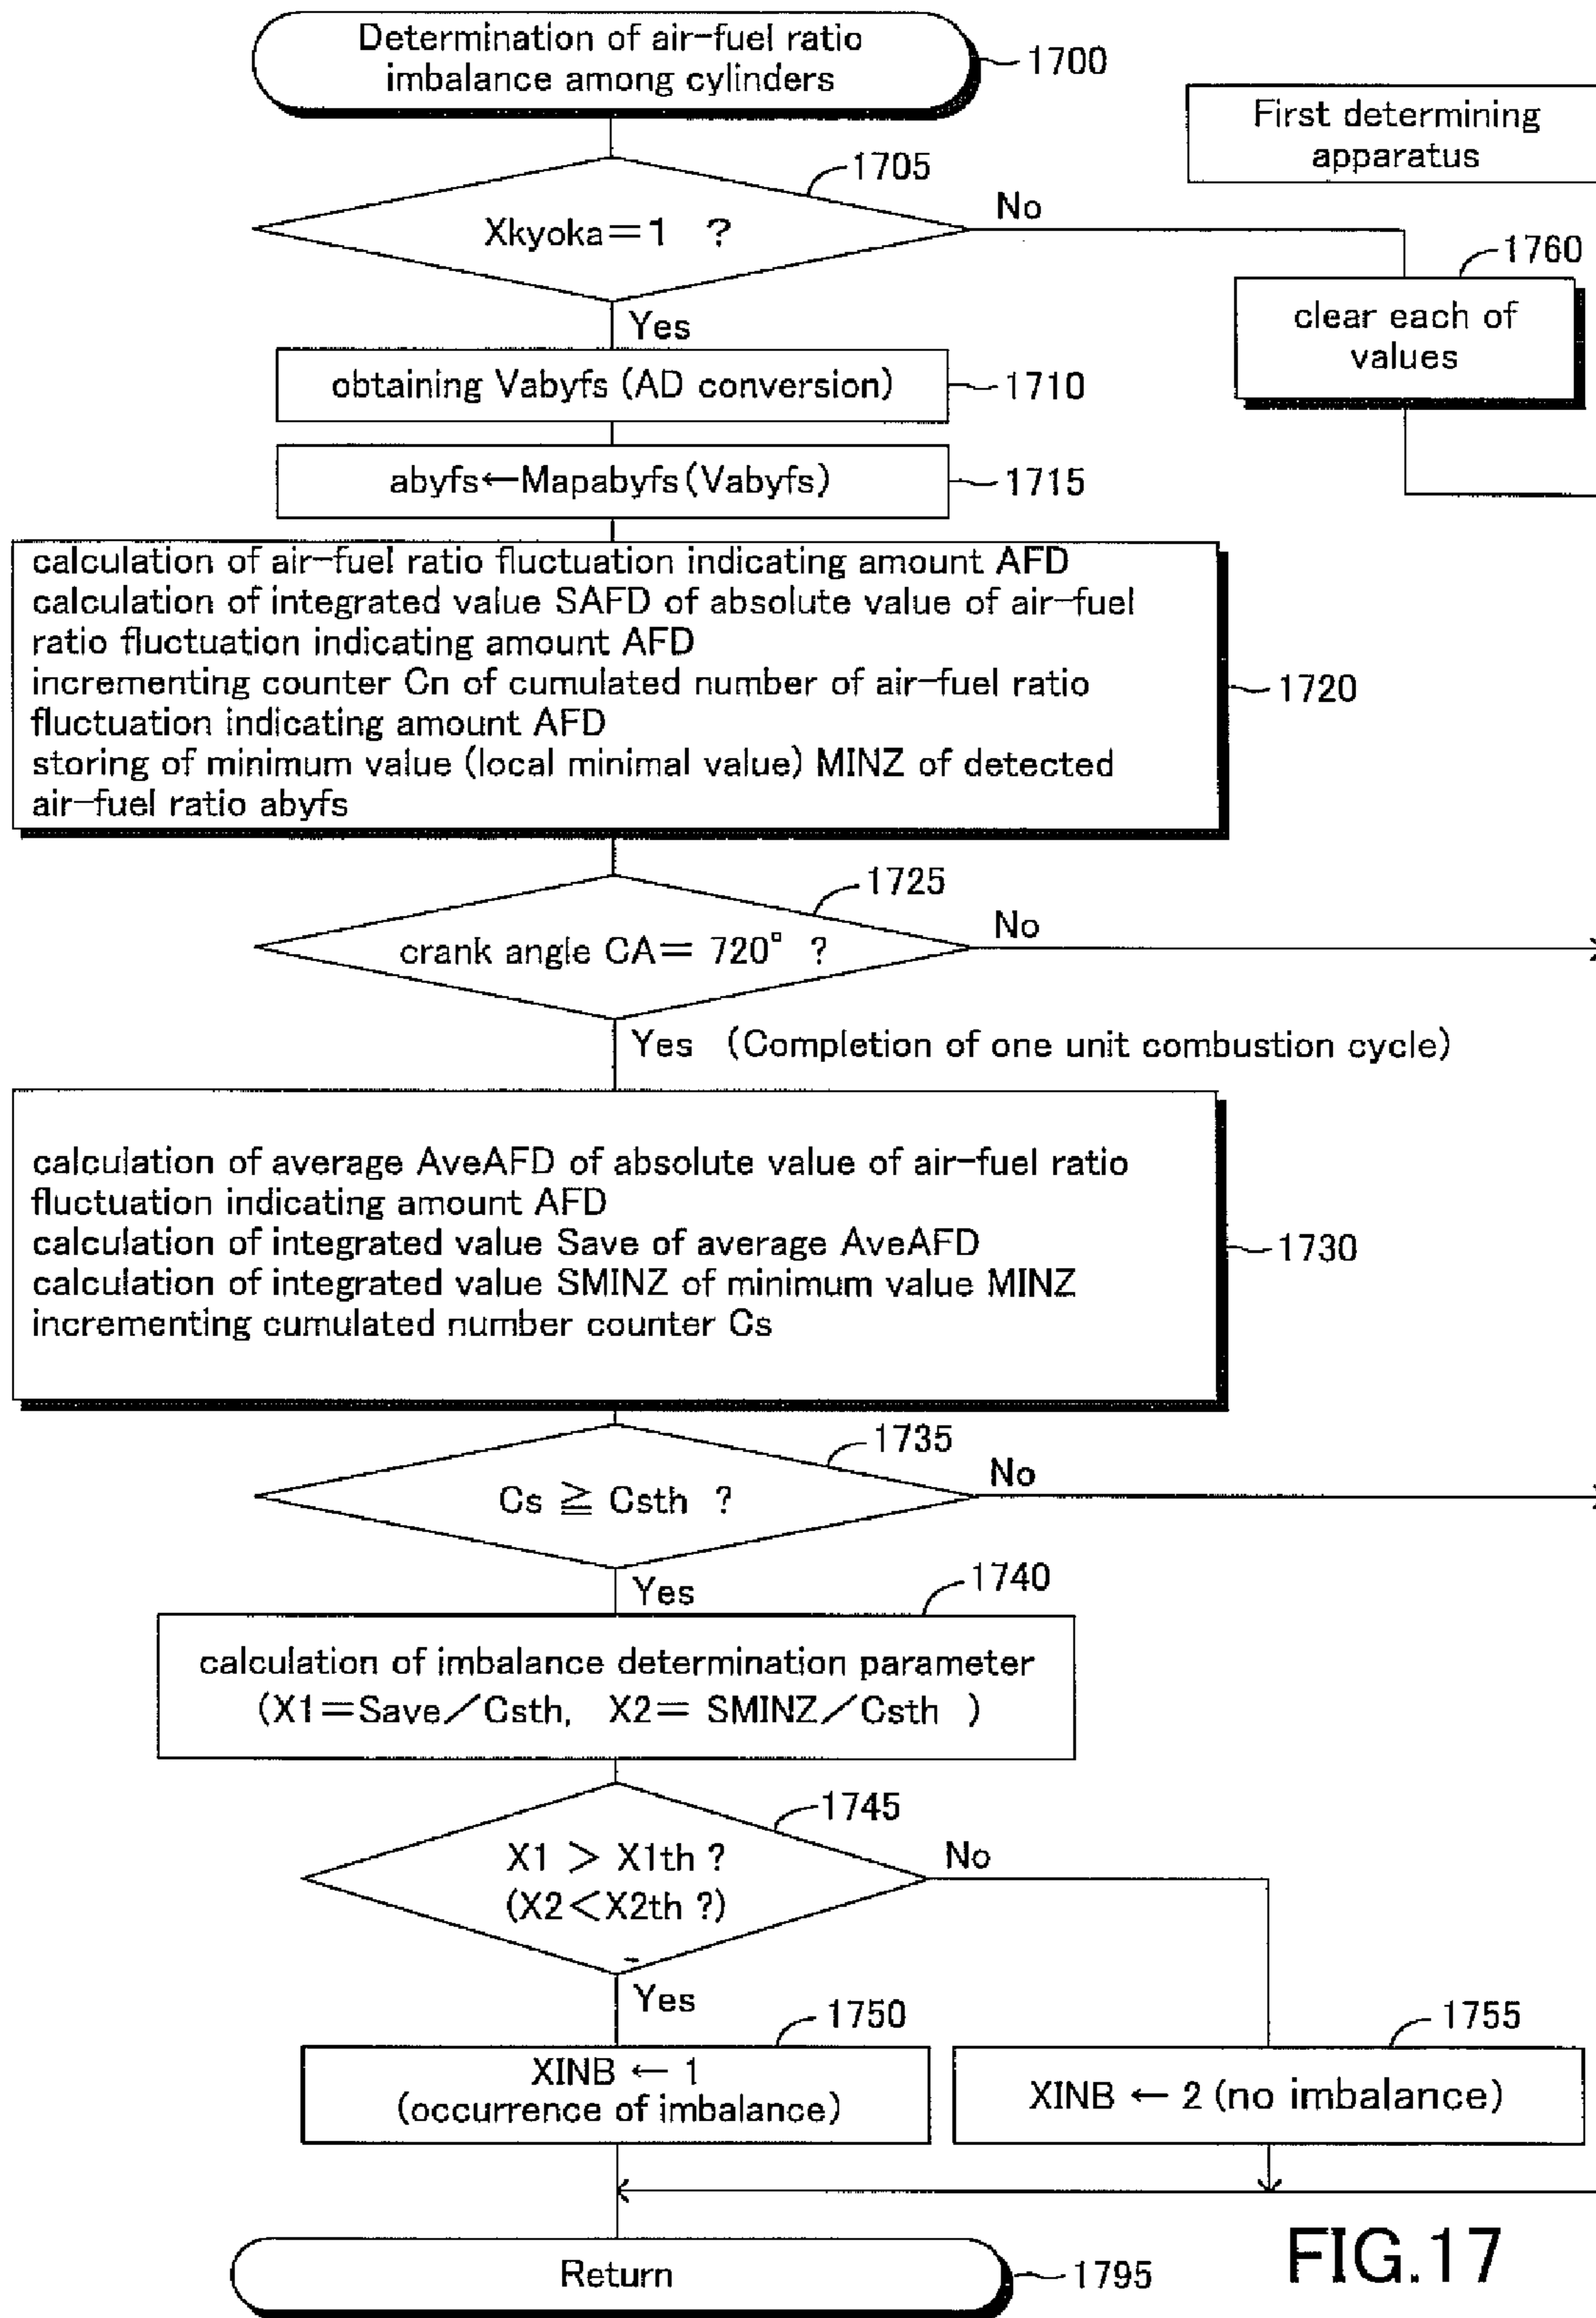 Determination of air-fuel ratio
imbalance among cylinders
1700
First determining
apparatus
1705
Xkyoka=1 ?
No
1760
clear each of
values
Yes
obtaining Vabyfs (AD conversion)
1710
abyfs←Mapabyfs(Vabyfs)
1715
calculation of air-fuel ratio fluctuation indicating amount AFD
calculation of integrated value SAFD of absolute value of air-fuel
ratio fluctuation indicating amount AFD
incrementing counter Cn of cumulated number of air-fuel ratio
fluctuation indicating amount AFD
storing of minimum value (local minimal value) MINZ of detected
air-fuel ratio abyfs
1720
1725
crank angle CA= 720° ?
No
Yes (Completion of one unit combustion cycle)
calculation of average AveAFD of absolute value of air-fuel ratio
fluctuation indicating amount AFD
calculation of integrated value Save of average AveAFD
calculation of integrated value SMINZ of minimum value MINZ
incrementing cumulated number counter Cs
1730
1735
Cs ≧ Csth ?
No
Yes
1740
calculation of imbalance determination parameter
(X1=Save/Csth, X2= SMINZ/Csth )
1745
X1 > X1th ?
(X2<X2th ?)
No
Yes
1750
XINB ← 1
(occurrence of imbalance)
1755
XINB ← 2 (no imbalance)
Return
1795
FIG.17